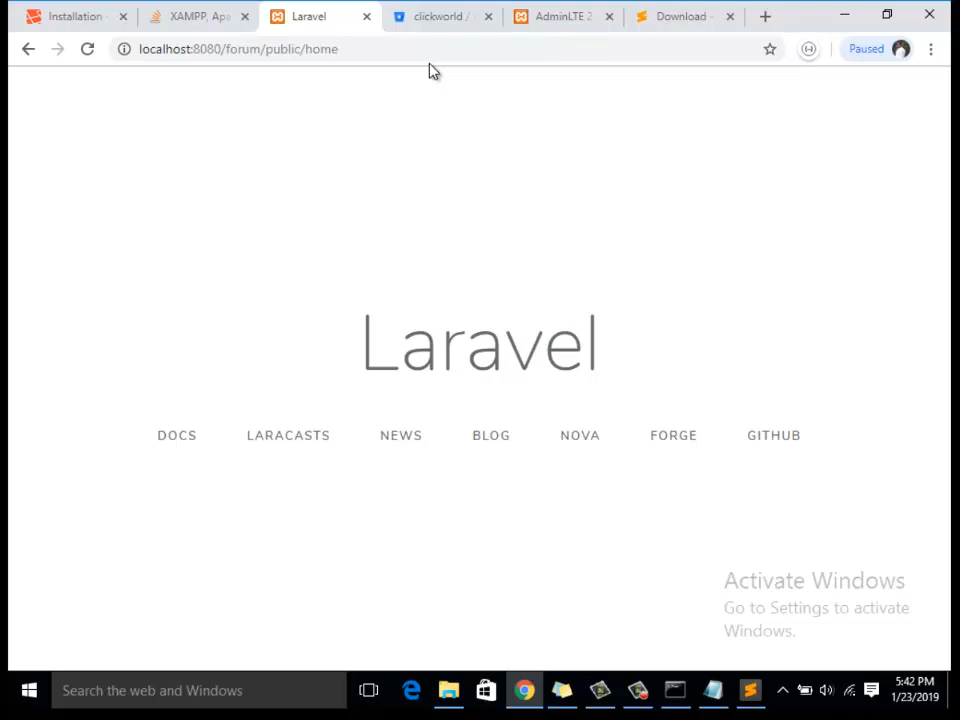 Installation
XAMPP, Apa
Laravel
clickworld /
AdminLTE 2
Download -
localhost:8080/forum/public/home
Paused
Laravel
DOCS
LARACASTS
NEWS
BLOG
NOVA
FORGE
GITHUB
Activate Windows
Go to Settings to activate
Windows.
Search the web and Windows
5:42 PM
1/23/2019